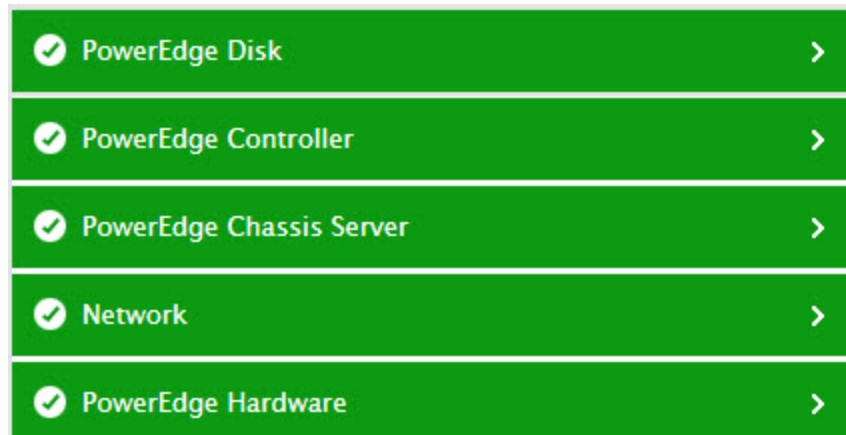 PowerEdge Disk
PowerEdge Controller
PowerEdge Chassis Server
Network
PowerEdge Hardware